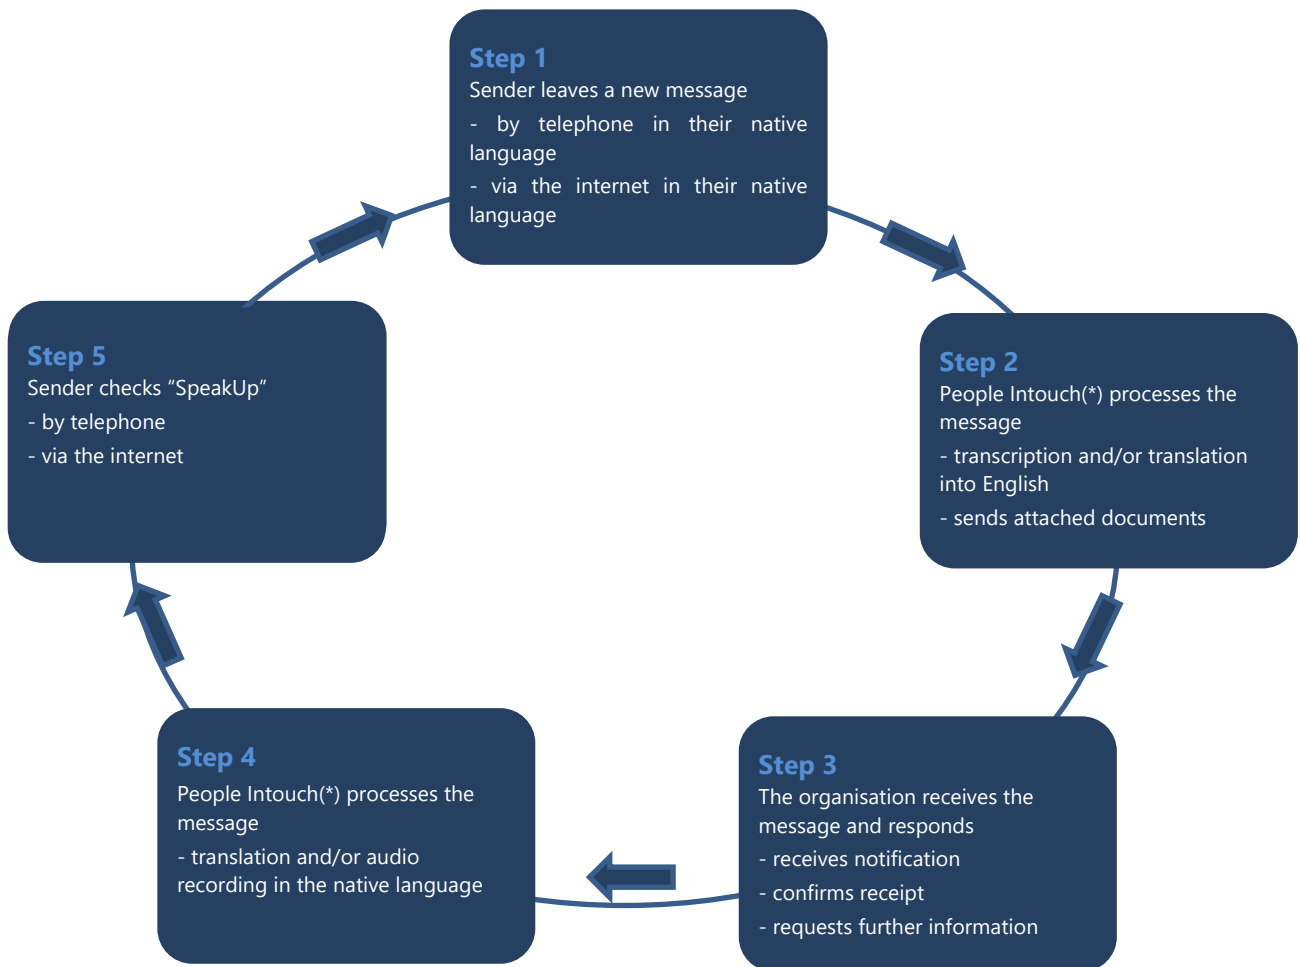 Step 1
Sender leaves a new message
- by telephone in their native
language
- via the internet in their native
language
Step 2
People Intouch(*) processes the
message
- transcription and/or translation
into English
- sends attached documents
Step 3
The organisation receives the
message and responds
- receives notification
- confirms receipt
- requests further information
Step 4
People Intouch(*) processes the
message
- translation and/or audio
recording in the native language
Step 5
Sender checks “SpeakUp”
- by telephone
- via the internet